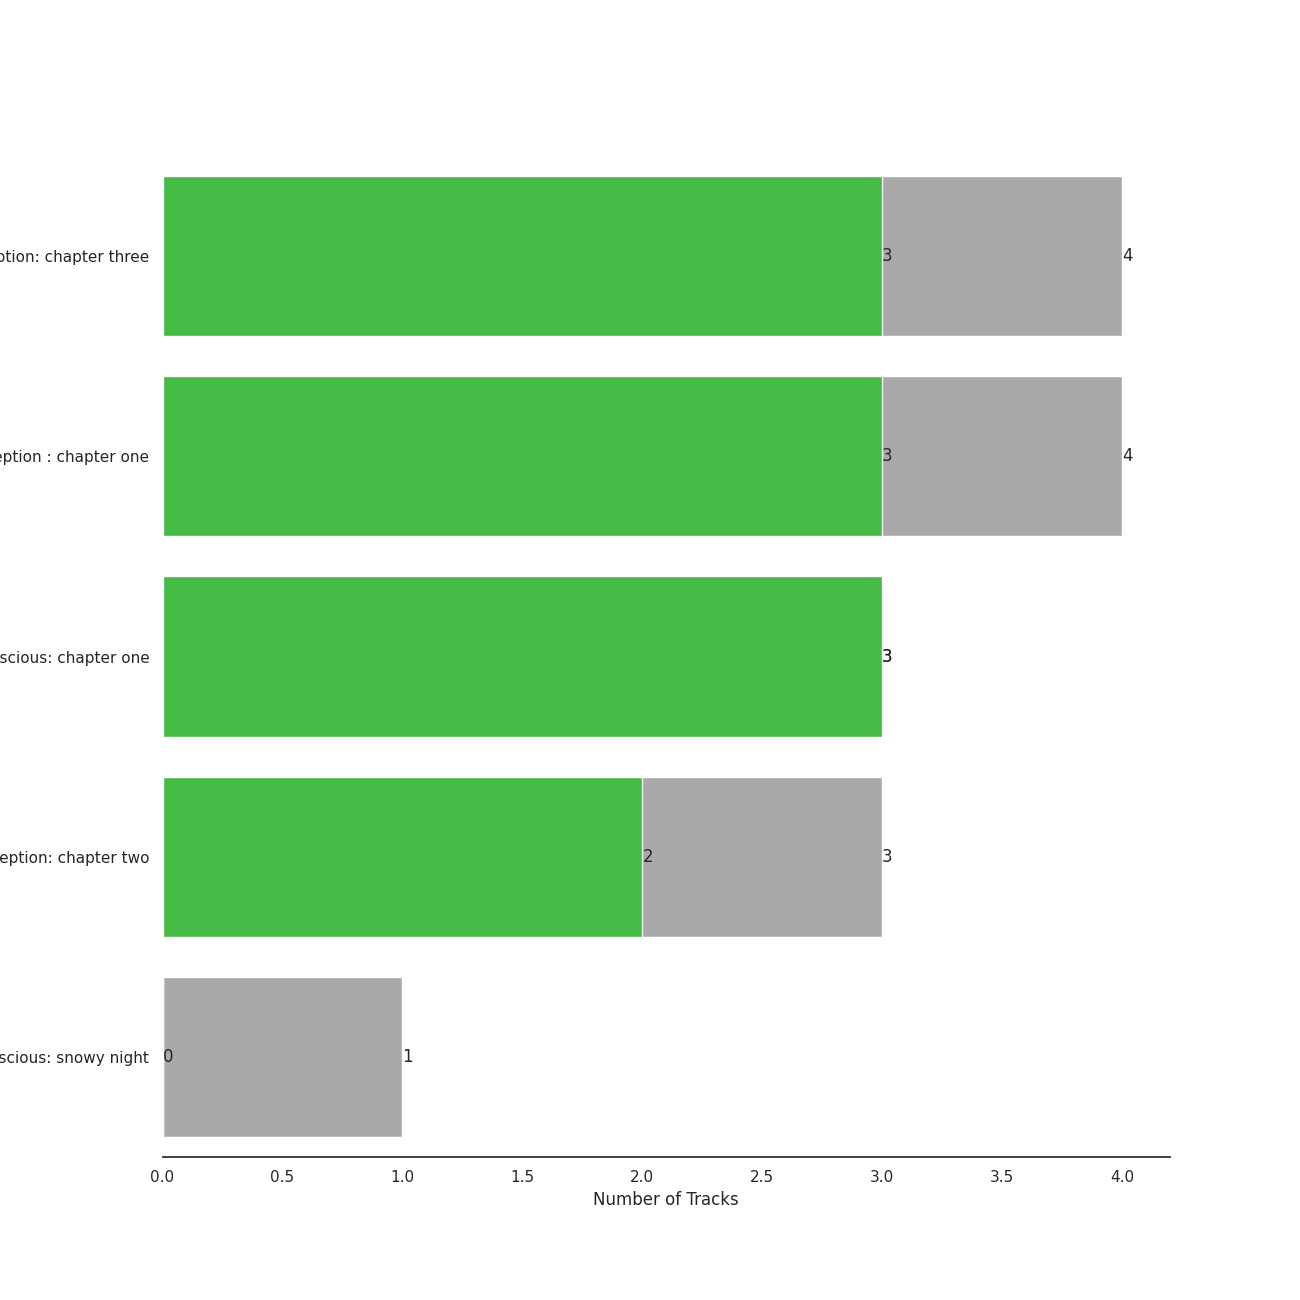 ption: chapter three 3 4
eption : chapter one 3 4
scious: chapter one 3
eption: chapter two 2 3
scious: snowy night 0 1
0.0 0.5 1.0 1.5 2.0 2.5 3.0 3.5 4.0
Number of Tracks